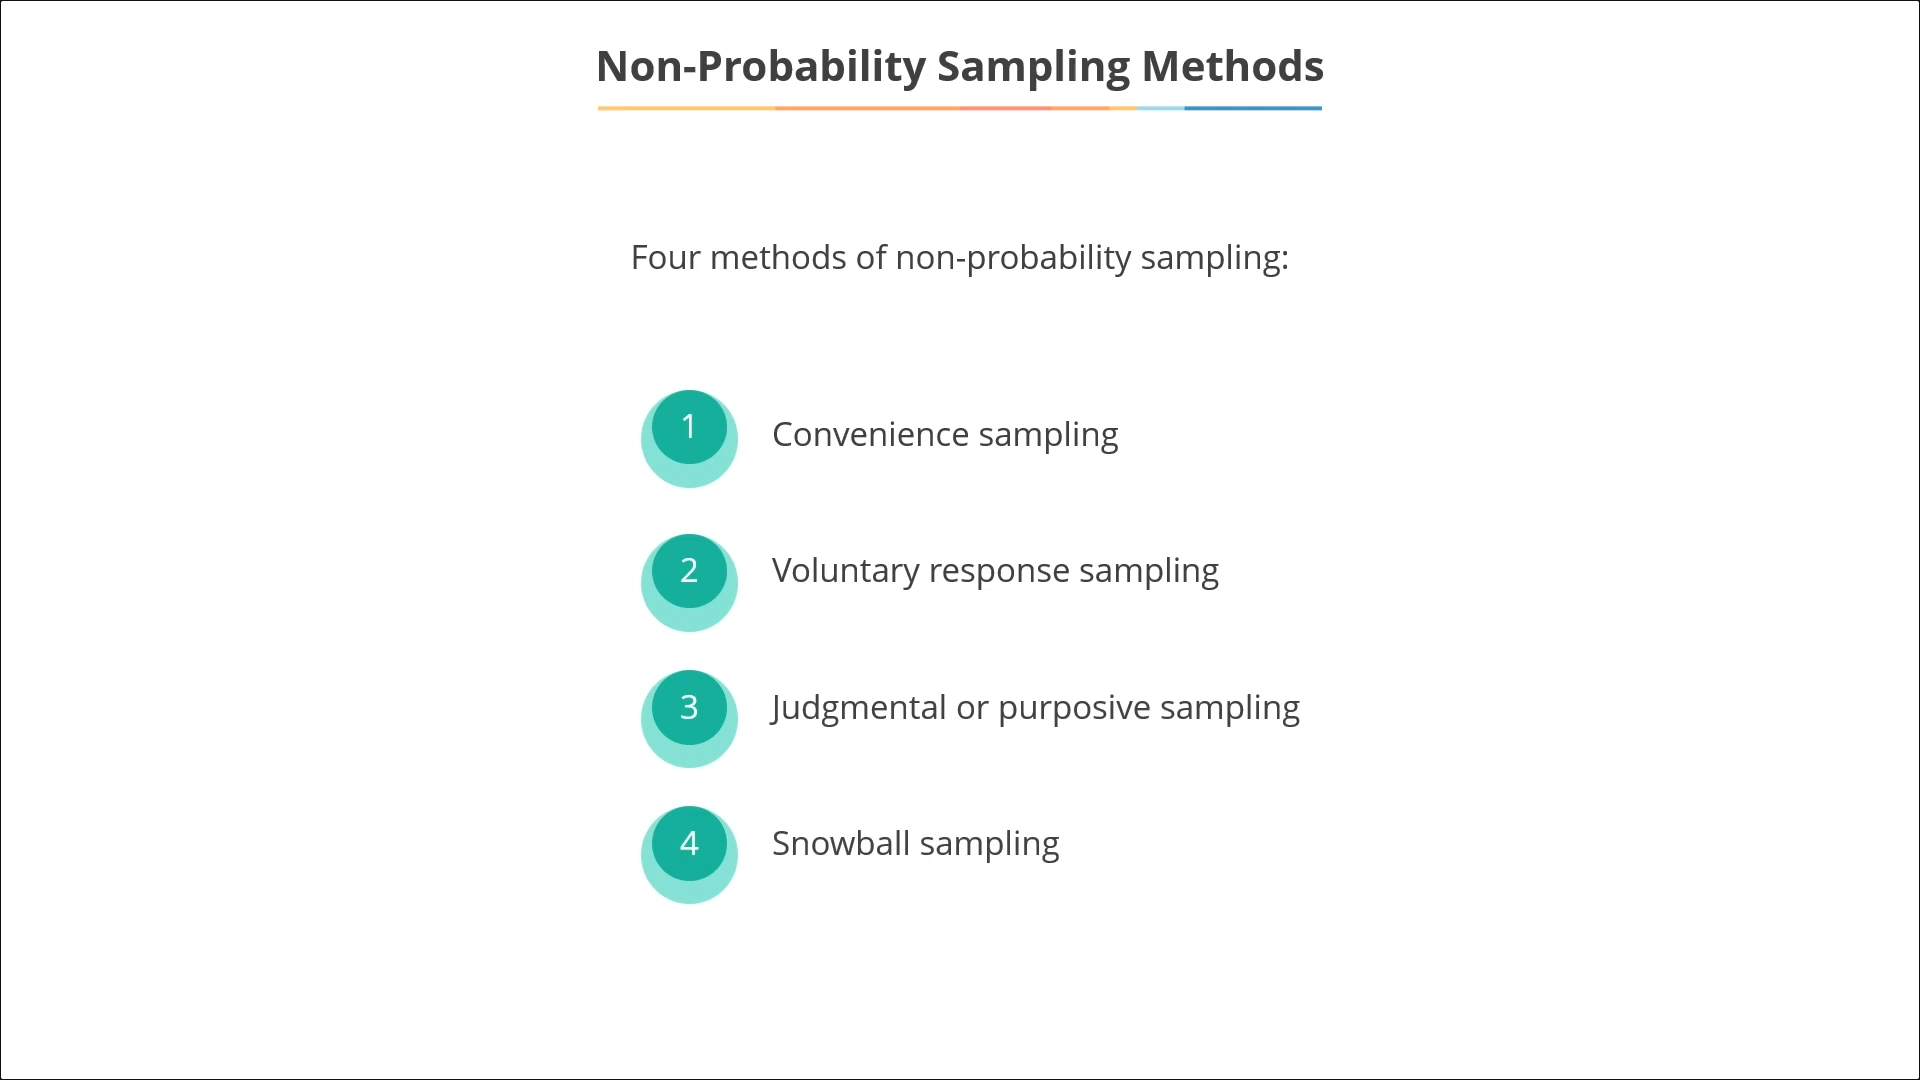 Non-Probability Sampling Methods
Four methods of non-probability sampling:
1 Convenience sampling
2 Voluntary response sampling
3 Judgmental or purposive sampling
4 Snowball sampling